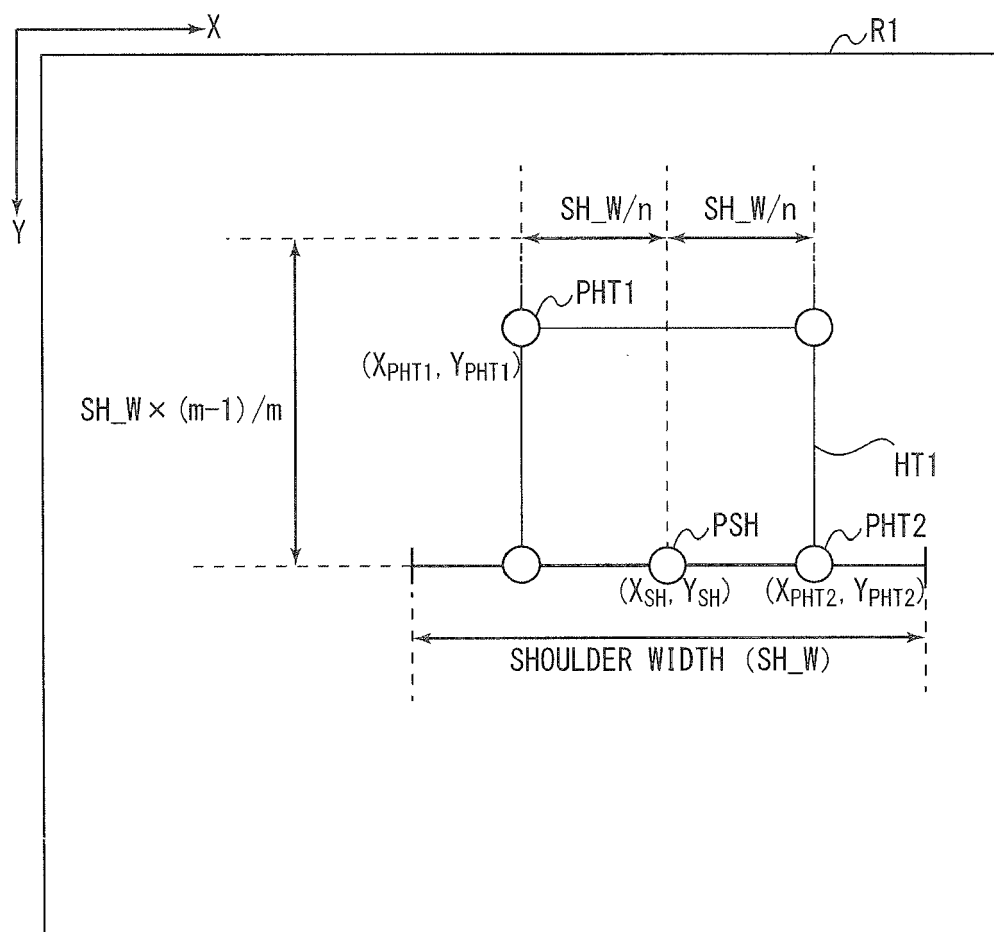 X
R1
Y
SH_W/n
SH_W/n
PHT1
(XPHT1, YPHT1)
SH_W × (m-1)/m
HT1
PSH
PHT2
(XSH, YSH)
(XPHT2, YPHT2)
SHOULDER WIDTH (SH_W)